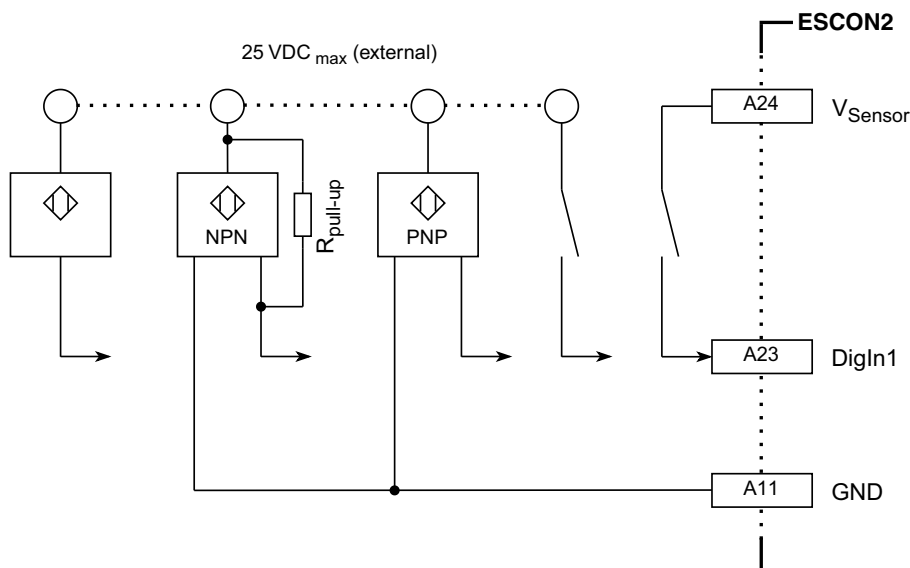 ESCON2
25 VDC max (external)
A24
VSensor
NPN
Rpull-up
PNP
A23
DigIn1
A11
GND